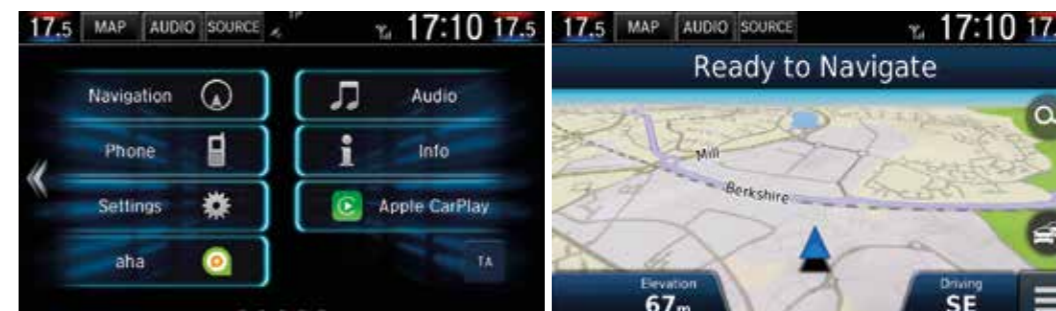 17.5 MAP AUDIO SOURCE 17:10 17.5
Navigation
Audio
Phone
Info
Settings
Apple CarPlay
aha
TA
17.5 MAP AUDIO SOURCE 17:10 17.
Ready to Navigate
Mill
Berkshire
Elevation
67m
Driving
SE